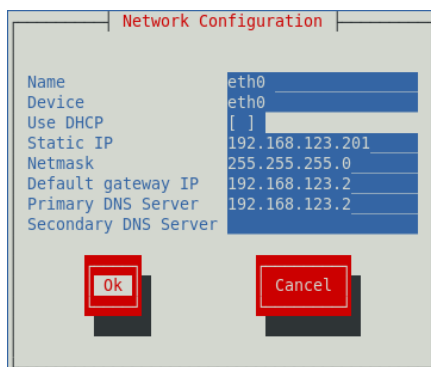 Network Configuration
Name eth0
Device eth0
Use DHCP [ ]
Static IP 192.168.123.201
Netmask 255.255.255.0
Default gateway IP 192.168.123.2
Primary DNS Server 192.168.123.2
Secondary DNS Server
Ok Cancel